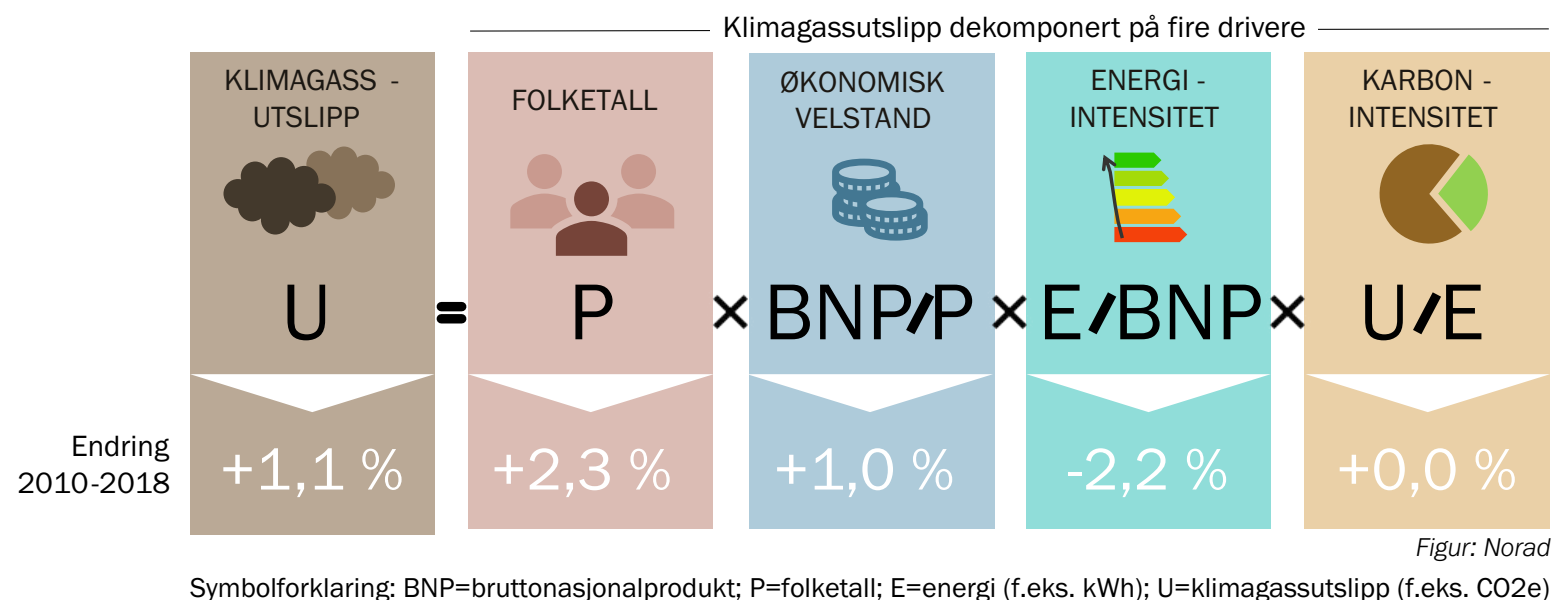 Klimagassutslipp dekomponert på fire drivere
KLIMAGASS -
UTSLIPP
FOLKETALL
ØKONOMISK
VELSTAND
ENERGI -
INTENSITET
KARBON -
INTENSITET
U = P × BNP/P × E/BNP × U/E
Endring
2010-2018
+1,1 % +2,3 % +1,0 % -2,2 % +0,0 %
Figur: Norad
Symbolforklaring: BNP=bruttonasjonalprodukt; P=folketall; E=energi (f.eks. kWh); U=klimagassutslipp (f.eks. CO2e)